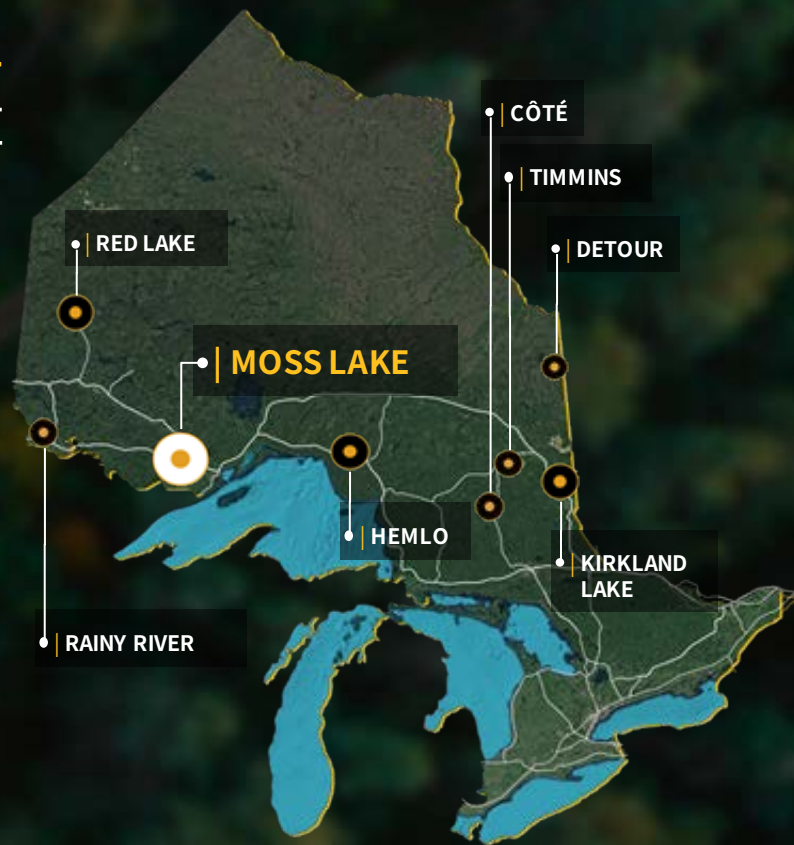 CÔTÉ
TIMMINS
RED LAKE
DETOUR
MOSS LAKE
HEMLO
KIRKLAND
LAKE
RAINY RIVER